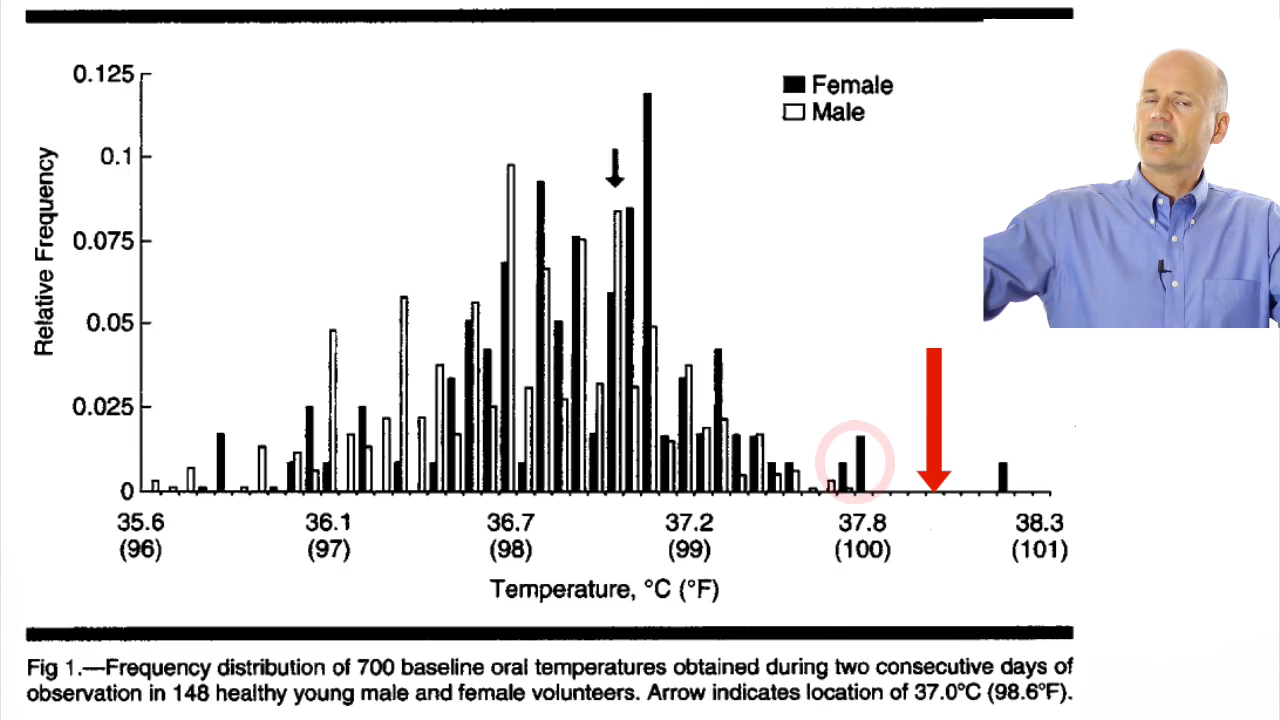 0.125
0.1
0.075
0.05
0.025
0
Relative Frequency
Female
Male
35.6 36.1 36.7 37.2 37.8 38.3
(96) (97) (98) (99) (100) (101)
Temperature, °C (°F)
Fig 1.—Frequency distribution of 700 baseline oral temperatures obtained during two consecutive days of
observation in 148 healthy young male and female volunteers. Arrow indicates location of 37.0°C (98.6°F).